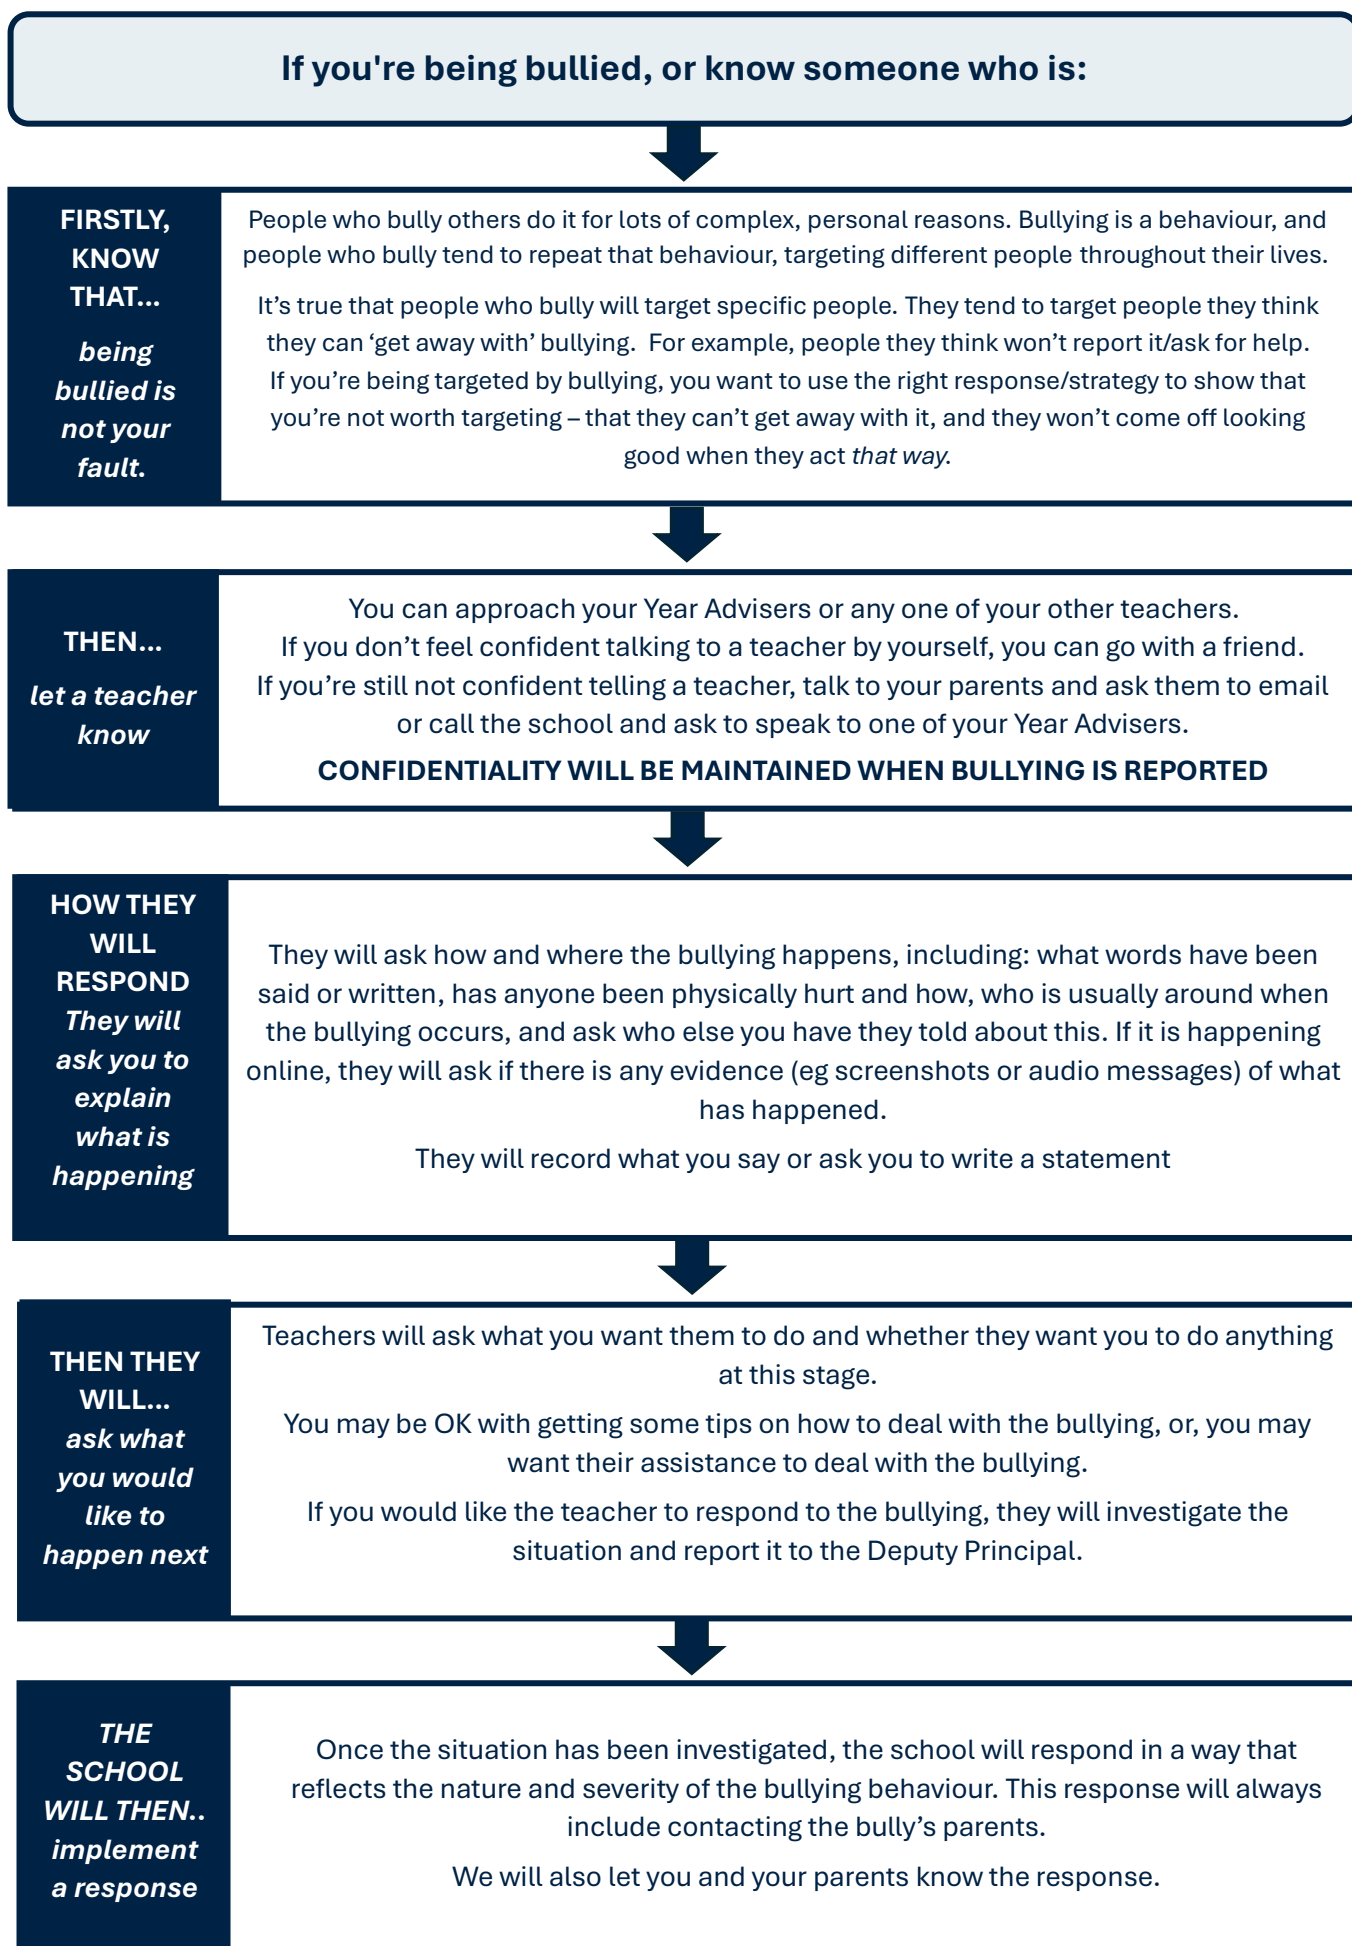 If you're being bullied, or know someone who is:
FIRSTLY,
KNOW
THAT...
being
bullied is
not your
fault.
People who bully others do it for lots of complex, personal reasons. Bullying is a behaviour, and
people who bully tend to repeat that behaviour, targeting different people throughout their lives.
It's true that people who bully will target specific people. They tend to target people they think
they can 'get away with' bullying.  For example, people they think won't report it/ask for help.
If you're being targeted by bullying, you want to use the right response/strategy to show that
you're not worth targeting – that they can't get away with it, and they won't come off looking
good when they act that way.
THEN...
let a teacher
know
You can approach your Year Advisers or any one of your other teachers.
If you don't feel confident talking to a teacher by yourself, you can go with a friend.
If you're still not confident telling a teacher, talk to your parents and ask them to email
or call the school and ask to speak to one of your Year Advisers.
CONFIDENTIALITY WILL BE MAINTAINED WHEN BULLYING IS REPORTED
HOW THEY
WILL
RESPOND
They will
ask you to
explain
what is
happening
They will ask how and where the bullying happens, including: what words have been
said or written, has anyone been physically hurt and how, who is usually around when
the bullying occurs, and ask who else you have they told about this. If it is happening
online, they will ask if there is any evidence (eg screenshots or audio messages) of what
has happened.
They will record what you say or ask you to write a statement
THEN THEY
WILL...
ask what
you would
like to
happen next
Teachers will ask what you want them to do and whether they want you to do anything
at this stage.
You may be OK with getting some tips on how to deal with the bullying, or, you may
want their assistance to deal with the bullying.
If you would like the teacher to respond to the bullying, they will investigate the
situation and report it to the Deputy Principal.
THE
SCHOOL
WILL THEN..
implement
a response
Once the situation has been investigated, the school will respond in a way that
reflects the nature and severity of the bullying behaviour. This response will always
include contacting the bully's parents.
We will also let you and your parents know the response.